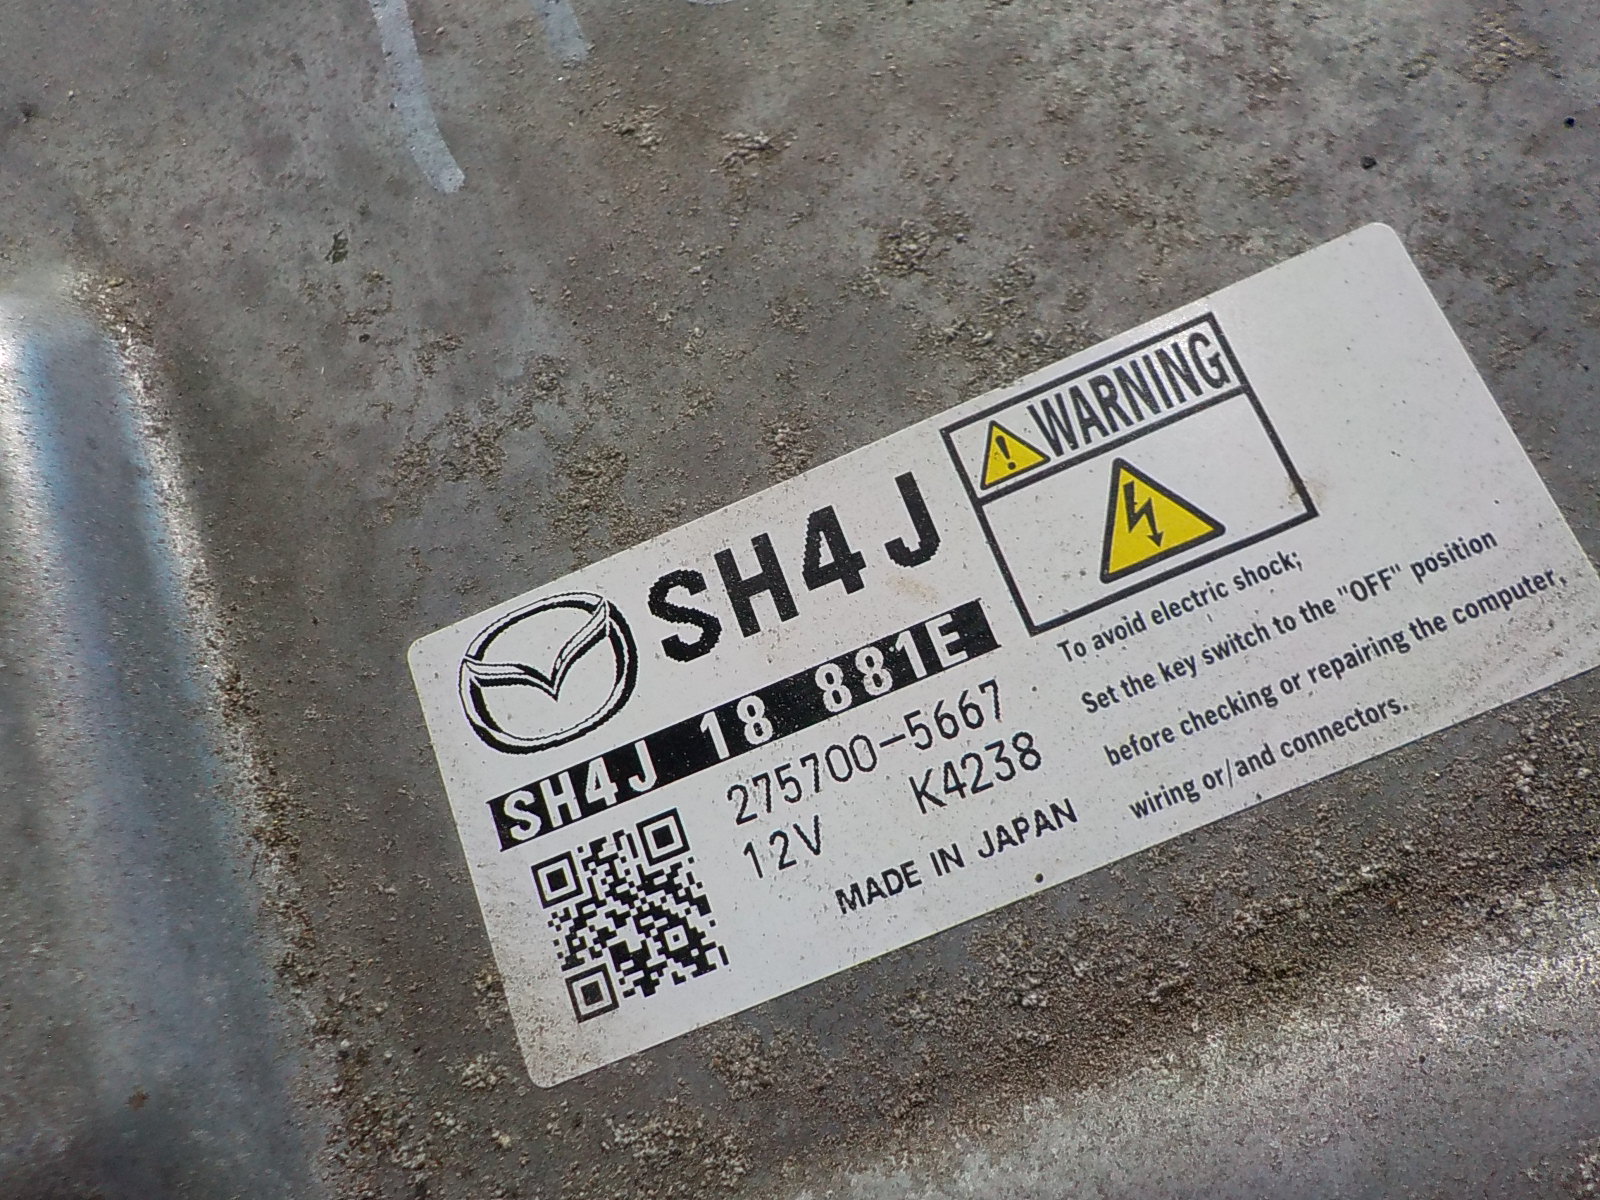 SH4J
SH4J 18 881E
275700-5667
12V K4238
MADE IN JAPAN
WARNING
To avoid electric shock;
Set the key switch to the "OFF" position
before checking or repairing the computer,
wiring or/and connectors.